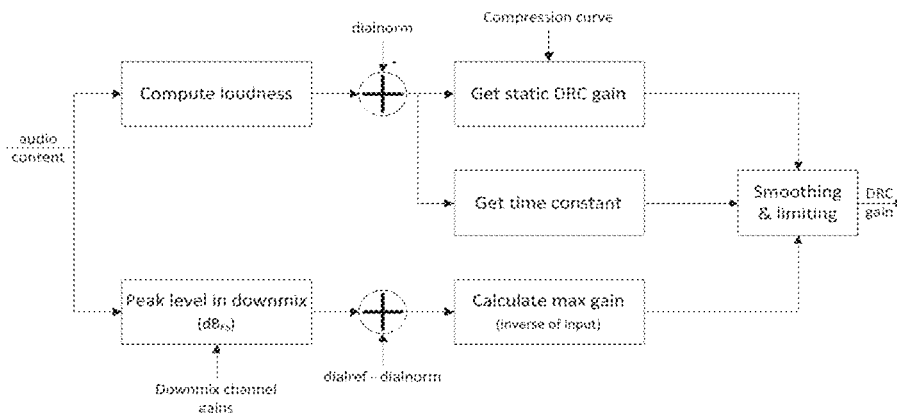 Compression curve
dialnorm
-
Compute loudness
Get static DRC gain
audio
content
Get time constant
Smoothing
& limiting
DRC
gain
Peak level in downmix
(dBFS)
Calculate max gain
(inverse of input)
Downmix channel
gains
dialref - dialnorm